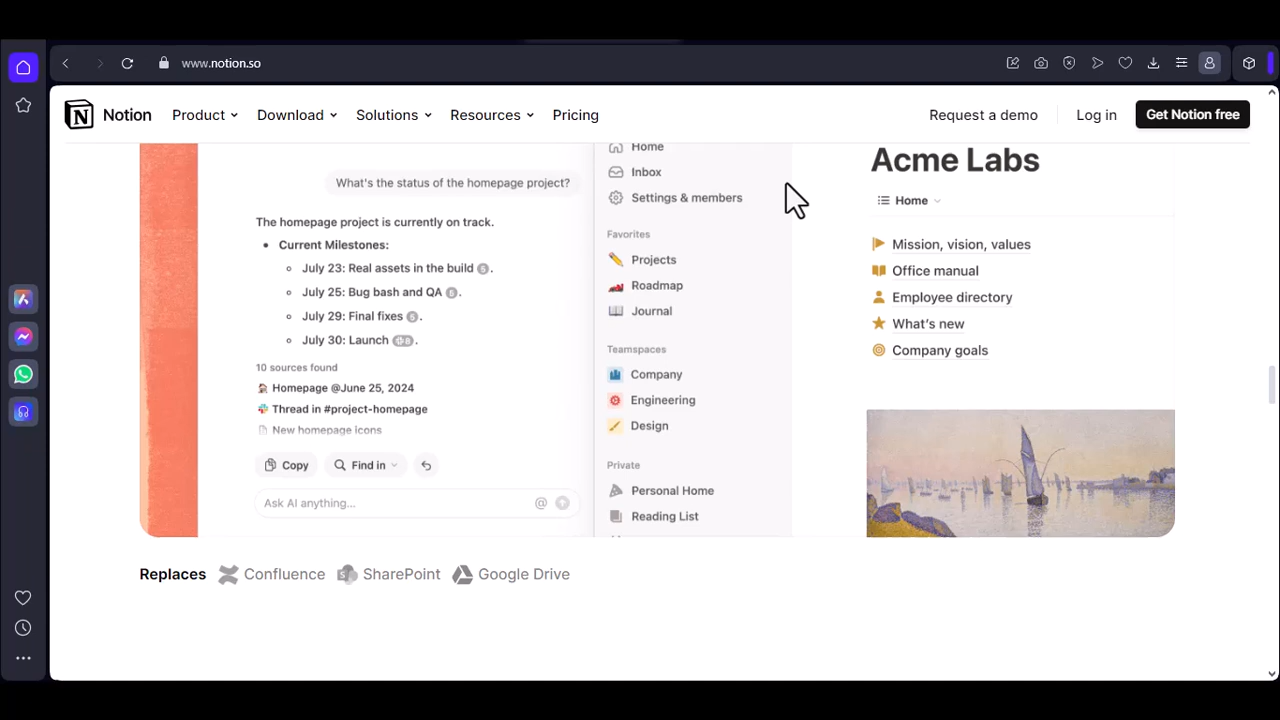 www.notion.so
Notion
Product
Download
Solutions
Resources
Pricing
Request a demo
Log in
Get Notion free
What's the status of the homepage project?
The homepage project is currently on track.
• Current Milestones:
◦ July 23: Real assets in the build 5.
◦ July 25: Bug bash and QA 6.
◦ July 29: Final fixes 5.
◦ July 30: Launch 8.
10 sources found
Homepage @June 25, 2024
Thread in #project-homepage
New homepage icons
Copy
Find in
Ask AI anything...
@
Home
Inbox
Settings & members
Favorites
Projects
Roadmap
Journal
Teamspaces
Company
Engineering
Design
Private
Personal Home
Reading List
Acme Labs
Home
Mission, vision, values
Office manual
Employee directory
What's new
Company goals
Replaces Confluence SharePoint Google Drive